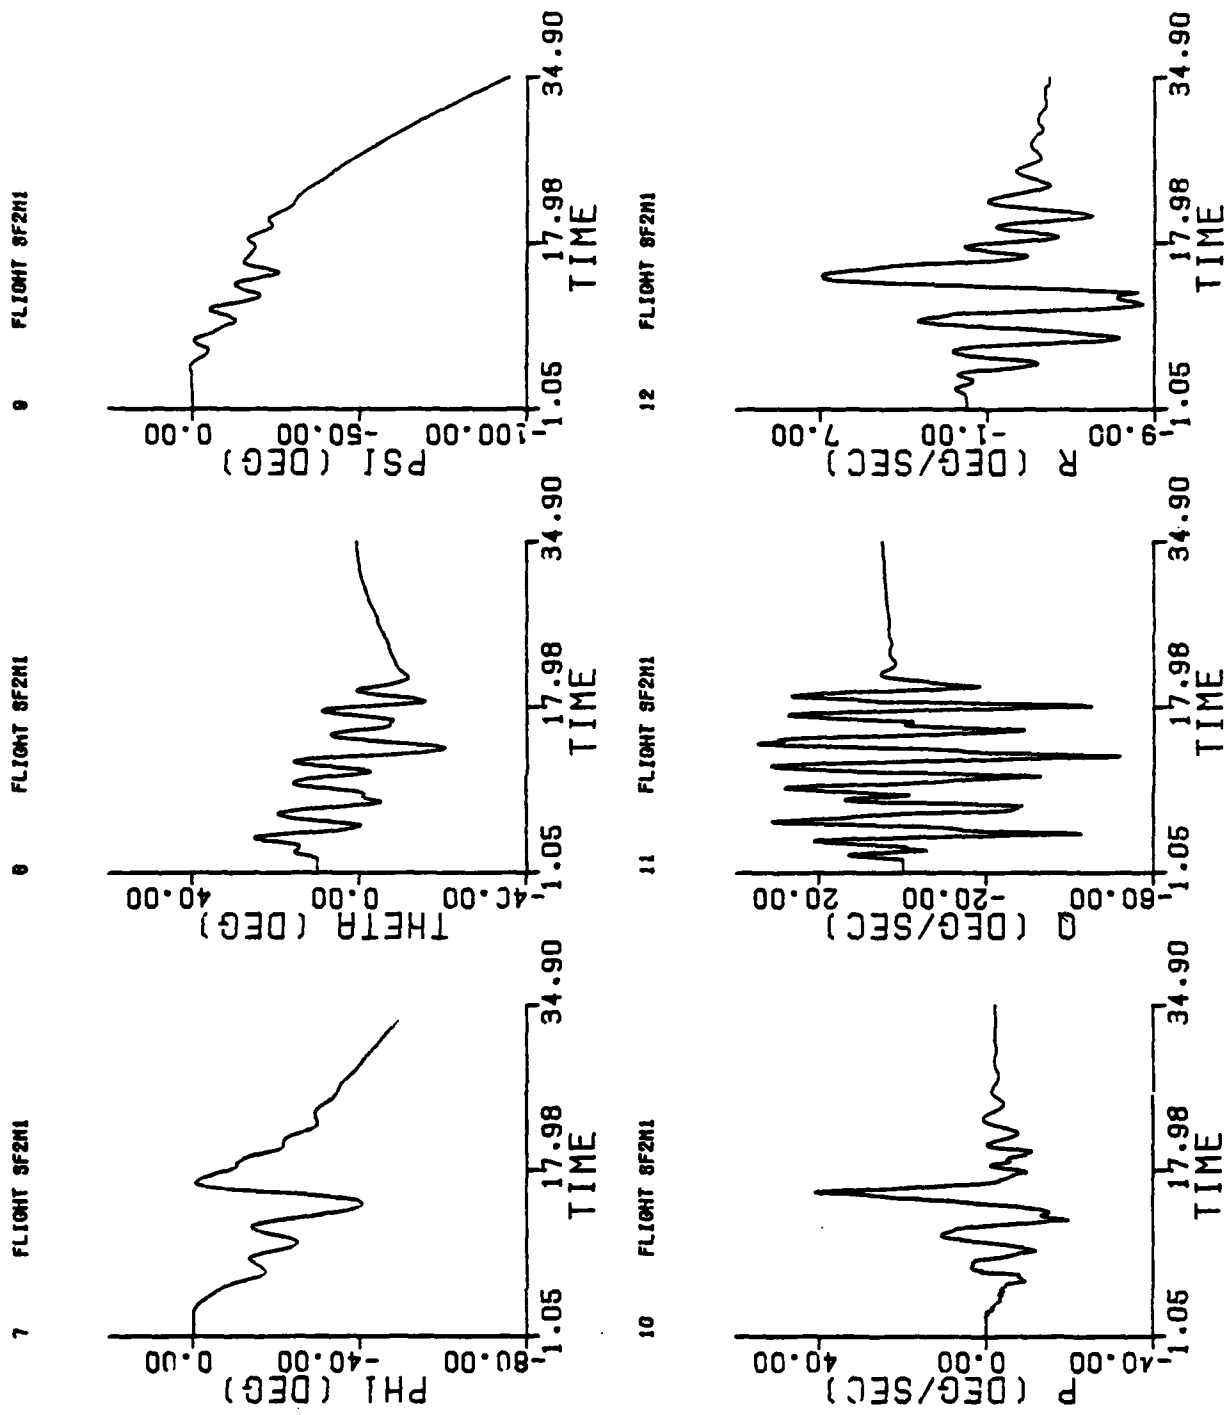 7 FLIGHT SF2M1
PHI (DEG)
0.00
-40.00
-80.00
1.05
17.98
34.90
TIME
8 FLIGHT SF2M1
THETA (DEG)
40.00
0.00
-40.00
1.05
17.98
34.90
TIME
9 FLIGHT SF2M1
PSI (DEG)
0.00
-50.00
-100.00
1.05
17.98
34.90
TIME
10 FLIGHT SF2M1
P (DEG/SEC)
40.00
0.00
-40.00
1.05
17.98
34.90
TIME
11 FLIGHT SF2M1
Q (DEG/SEC)
20.00
-20.00
-60.00
1.05
17.98
34.90
TIME
12 FLIGHT SF2M1
R (DEG/SEC)
7.00
-1.00
-9.00
1.05
17.98
34.90
TIME